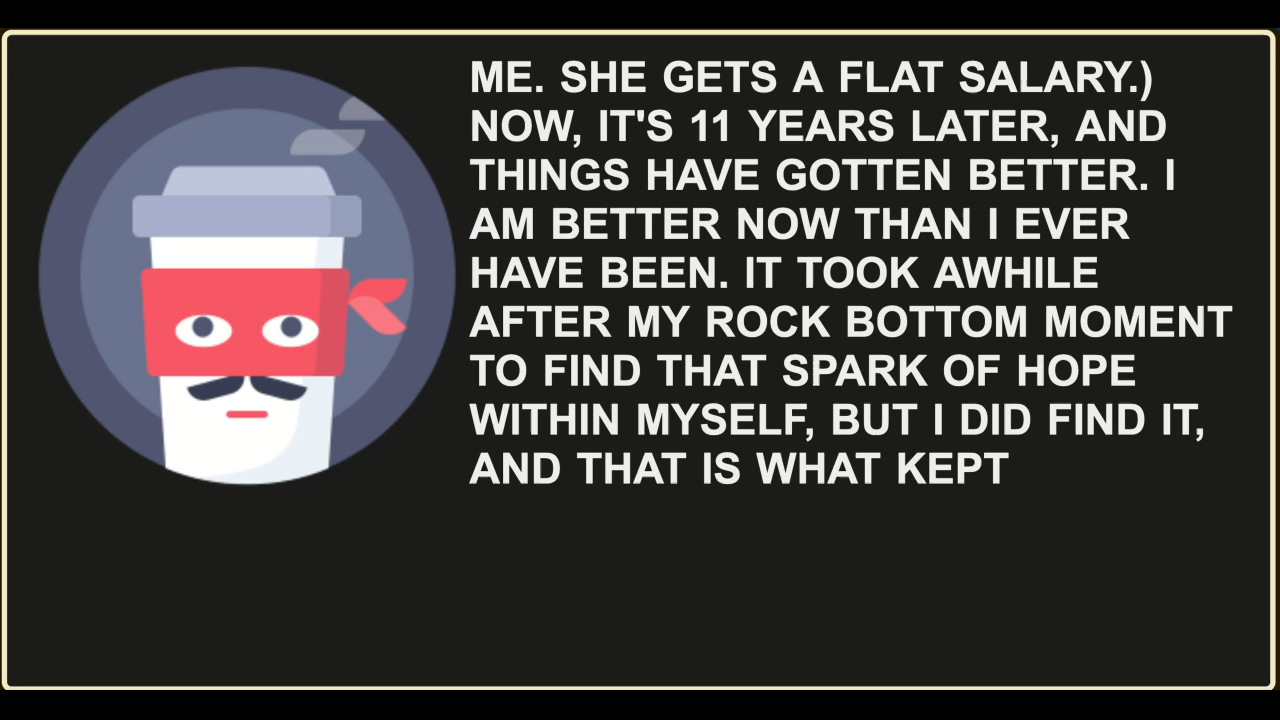 ME. SHE GETS A FLAT SALARY.)
NOW, IT'S 11 YEARS LATER, AND
THINGS HAVE GOTTEN BETTER. I
AM BETTER NOW THAN I EVER
HAVE BEEN. IT TOOK AWHILE
AFTER MY ROCK BOTTOM MOMENT
TO FIND THAT SPARK OF HOPE
WITHIN MYSELF, BUT I DID FIND IT,
AND THAT IS WHAT KEPT